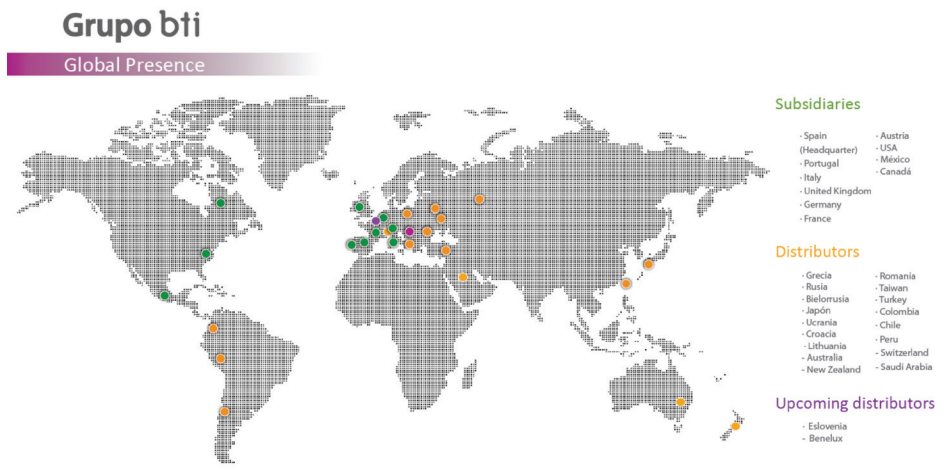 Grupo bti
Global Presence
Subsidiaries
- Spain
(Headquarter)
- Portugal
- Italy
- United Kingdom
- Germany
- France
- Austria
- USA
- México
- Canadá
Distributors
- Grecia
- Rusia
- Bielorrusia
- Japón
- Ucrania
- Croacia
- Lithuania
- Australia
- New Zealand
- Romania
- Taiwan
- Turkey
- Colombia
- Chile
- Peru
- Switzerland
- Saudi Arabia
Upcoming distributors
- Eslovenia
- Benelux